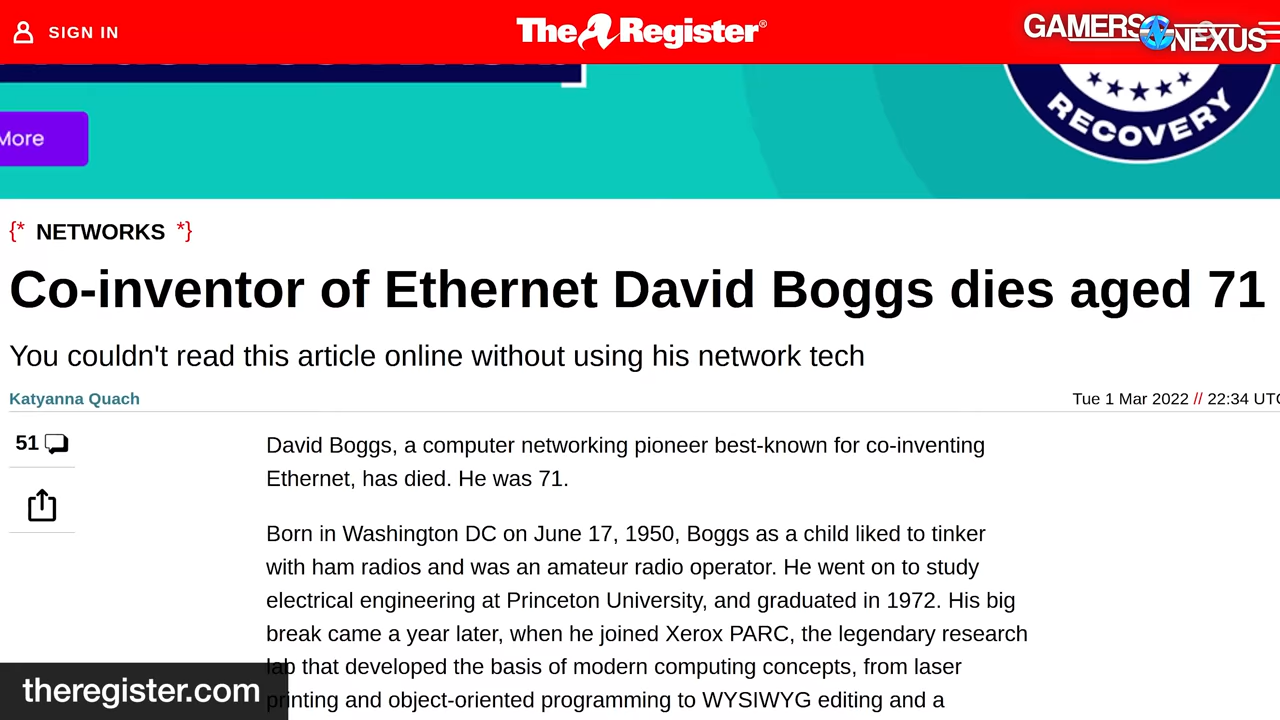 SIGN IN
The Register®
GAMERS NEXUS
More
RECOVERY
{* NETWORKS *}
Co-inventor of Ethernet David Boggs dies aged 71
You couldn't read this article online without using his network tech
Katyanna Quach
Tue 1 Mar 2022 // 22:34 UTC
51
David Boggs, a computer networking pioneer best-known for co-inventing
Ethernet, has died. He was 71.
Born in Washington DC on June 17, 1950, Boggs as a child liked to tinker
with ham radios and was an amateur radio operator. He went on to study
electrical engineering at Princeton University, and graduated in 1972. His big
break came a year later, when he joined Xerox PARC, the legendary research
lab that developed the basis of modern computing concepts, from laser
printing and object-oriented programming to WYSIWYG editing and a
theregister.com